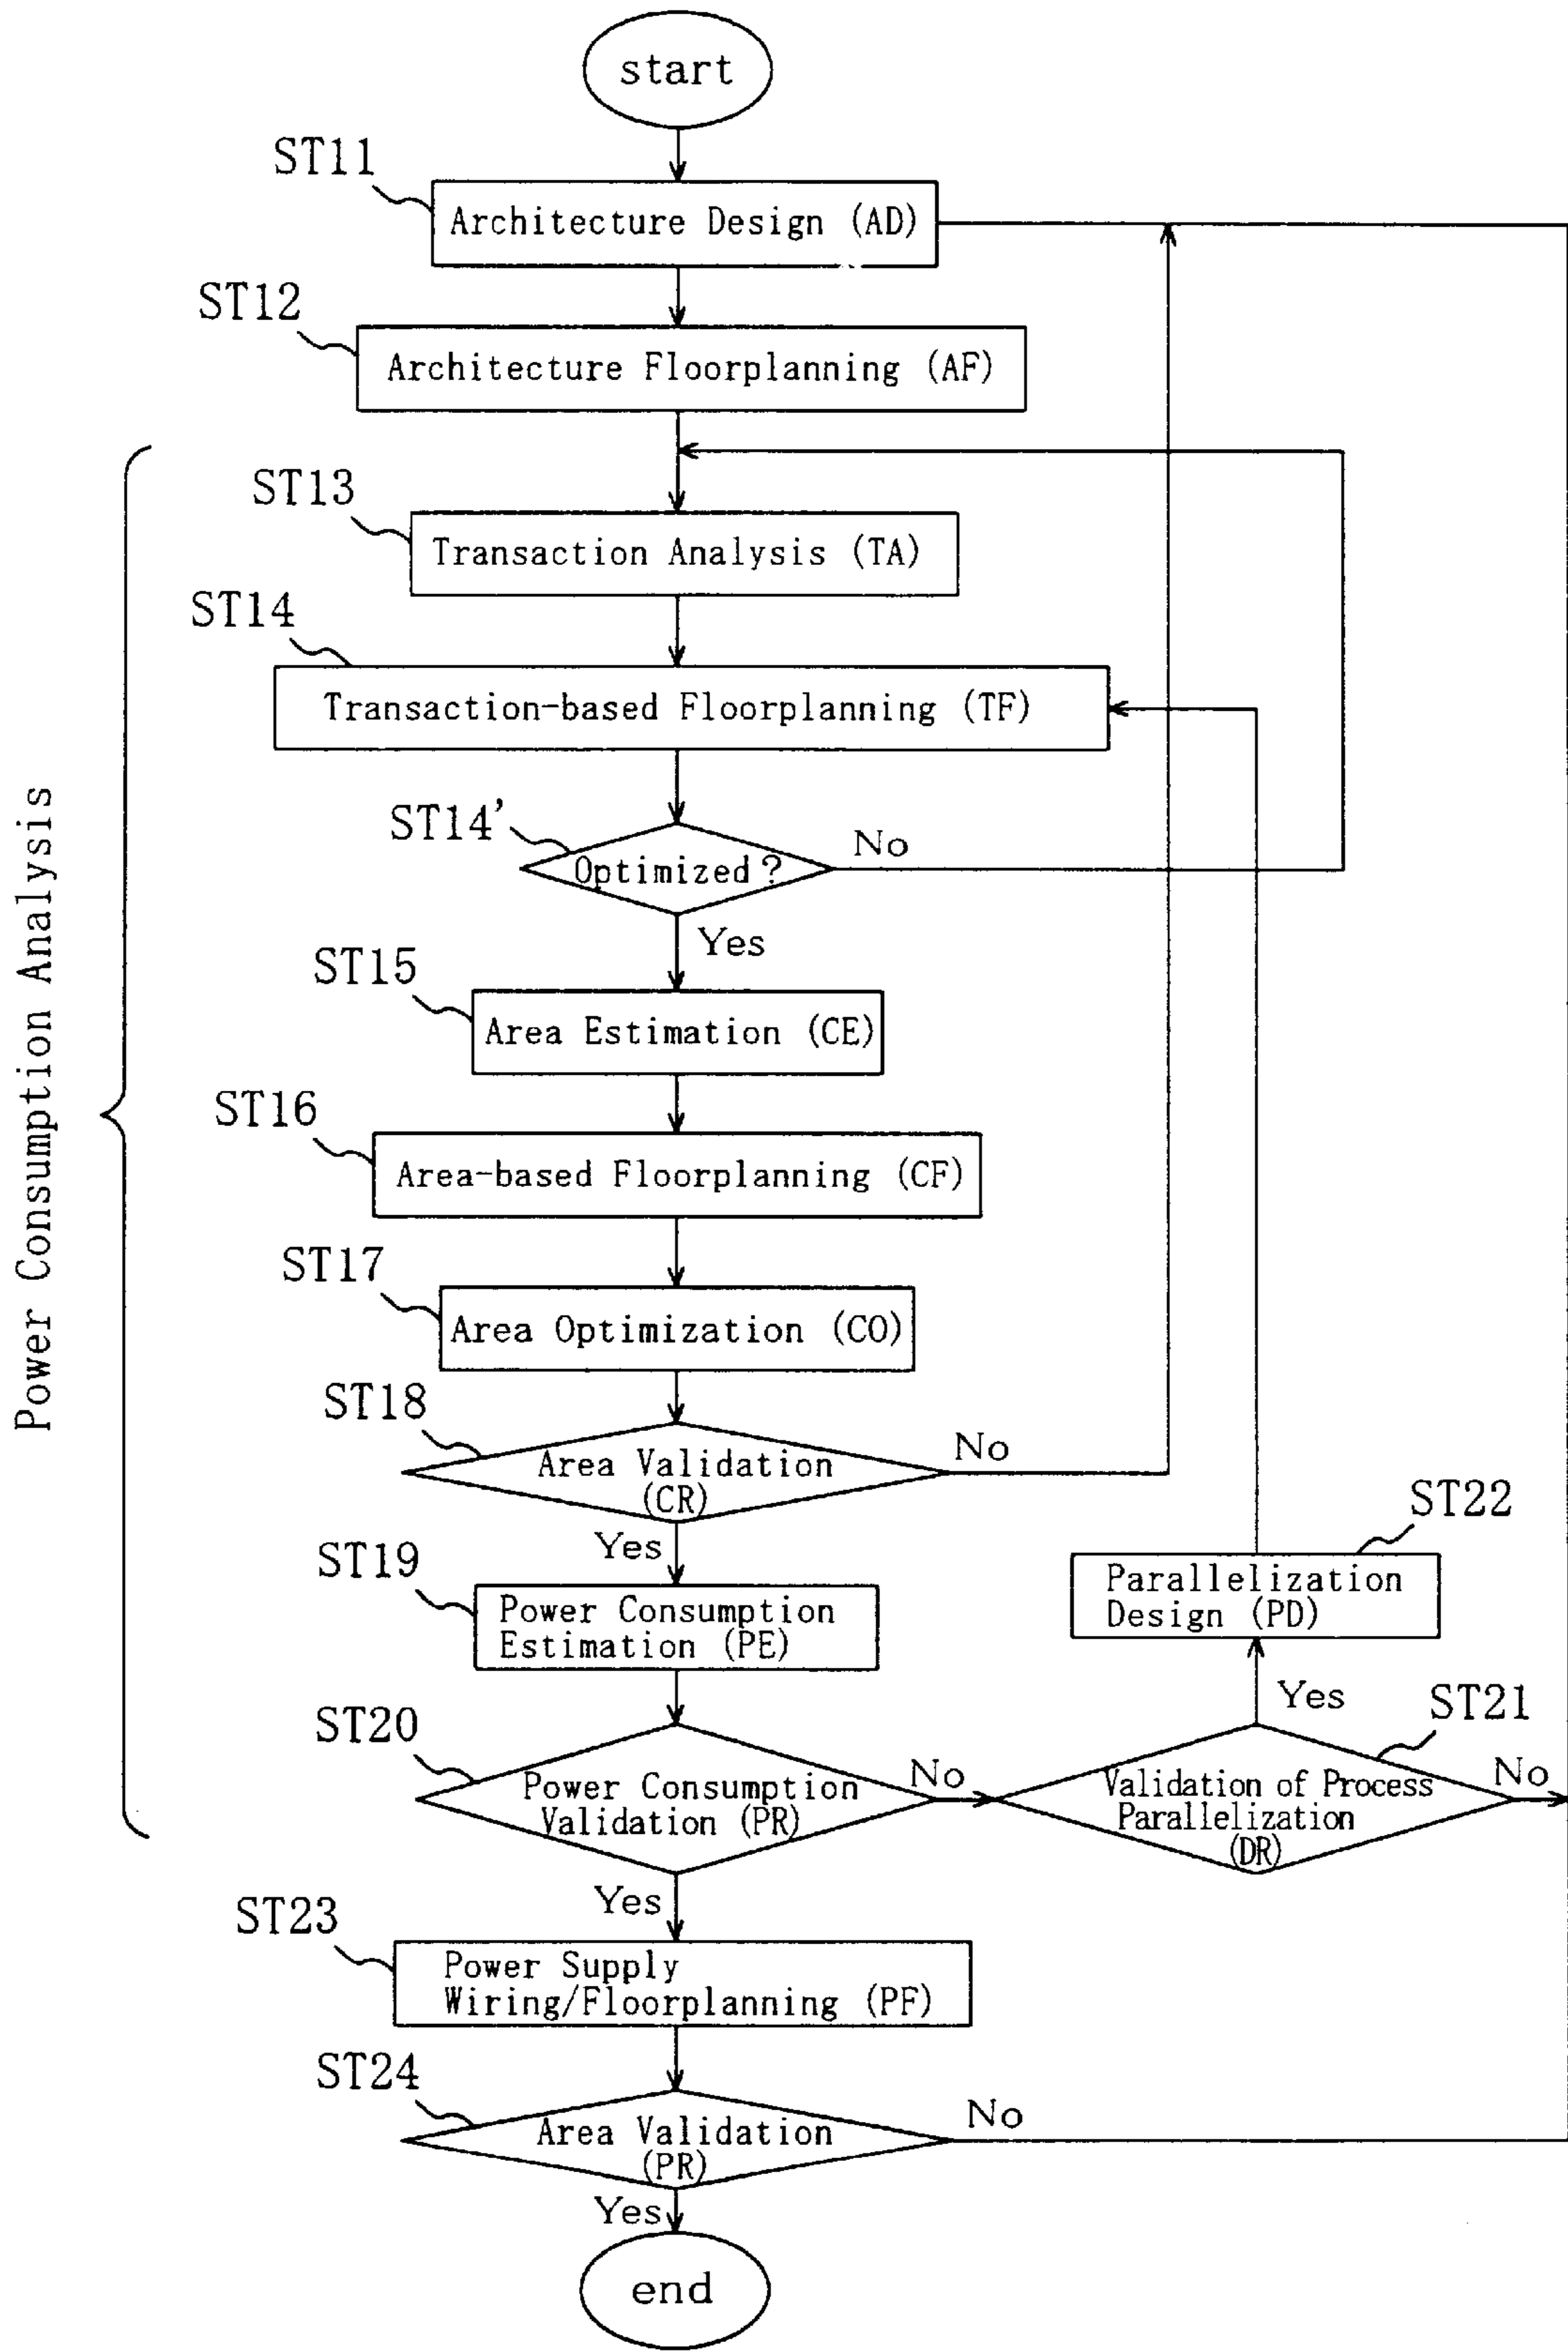 start
ST11
Architecture Design (AD)
ST12
Architecture Floorplanning (AF)
ST13
Transaction Analysis (TA)
ST14
Transaction-based Floorplanning (TF)
ST14'
Optimized?
No
Yes
ST15
Area Estimation (CE)
ST16
Area-based Floorplanning (CF)
ST17
Area Optimization (CO)
ST18
Area Validation
(CR)
No
Yes
ST19
Power Consumption
Estimation (PE)
ST20
Power Consumption
Validation (PR)
No
Yes
ST22
Parallelization
Design (PD)
Yes
ST21
Validation of Process
Parallelization
(DR)
No
ST23
Power Supply
Wiring/Floorplanning (PF)
ST24
Area Validation
(PR)
No
Yes
end
Power Consumption Analysis